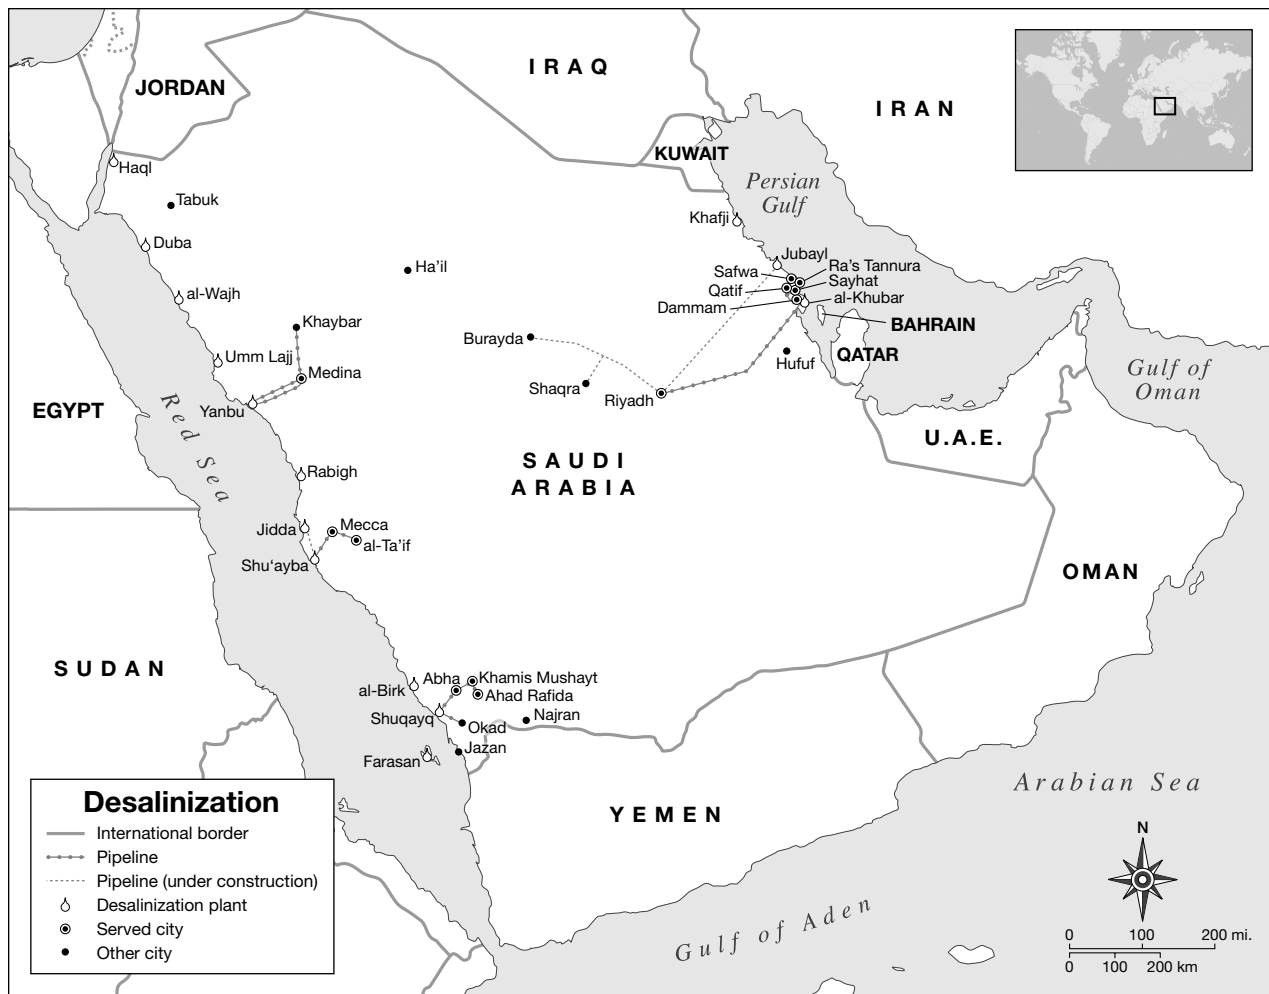 IRAQ
IRAN
JORDAN
KUWAIT
Haql
Persian
Gulf
Tabuk
Khafji
Duba
Jubayl
Ha’il
Safwa
Ra’s Tannura
Qatif
Sayhat
al-Wajh
Dammam
al-Khubar
Khaybar
BAHRAIN
Burayda
Umm Lajj
QATAR
Hufuf
Medina
Gulf of
Oman
Shaqra
Riyadh
Yanbu
EGYPT
Red Sea
U.A.E.
SAUDI
ARABIA
Rabigh
Jidda
Mecca
al-Ta’if
Shu‘ayba
OMAN
SUDAN
Abha
Khamis Mushayt
al-Birk
Ahad Rafida
Shuqayq
Okad
Najran
Jazan
Farasan
Arabian Sea
YEMEN
Gulf of Aden
Desalinization
International border
Pipeline
Pipeline (under construction)
Desalinization plant
Served city
Other city
N
0 100 200 mi.
0 100 200 km